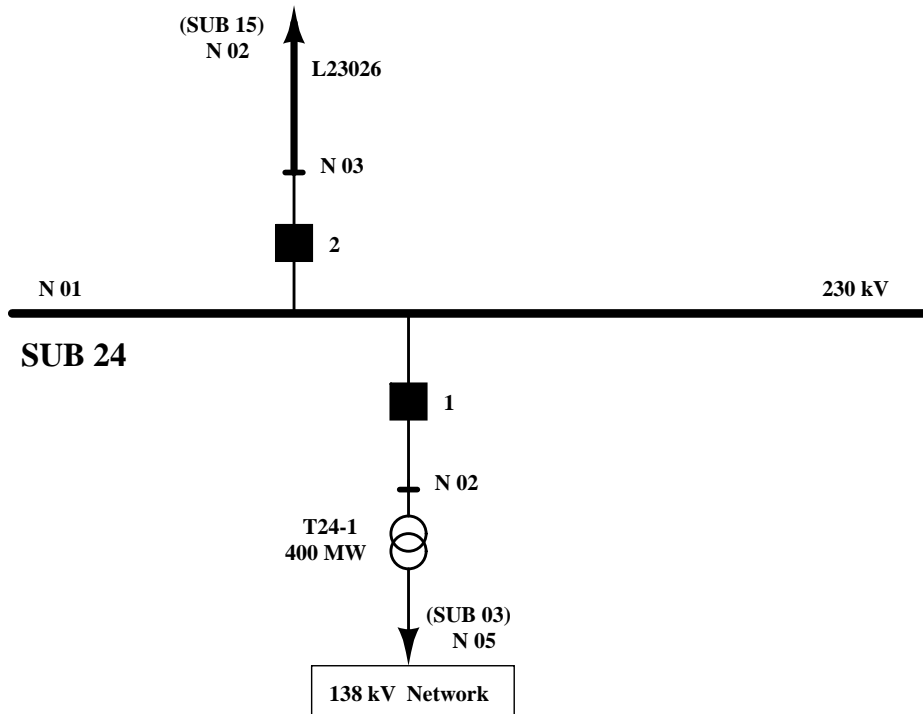 (SUB 15)
N 02
L23026
N 03
2
N 01
230 kV
SUB 24
1
N 02
T24-1
400 MW
(SUB 03)
N 05
138 kV Network